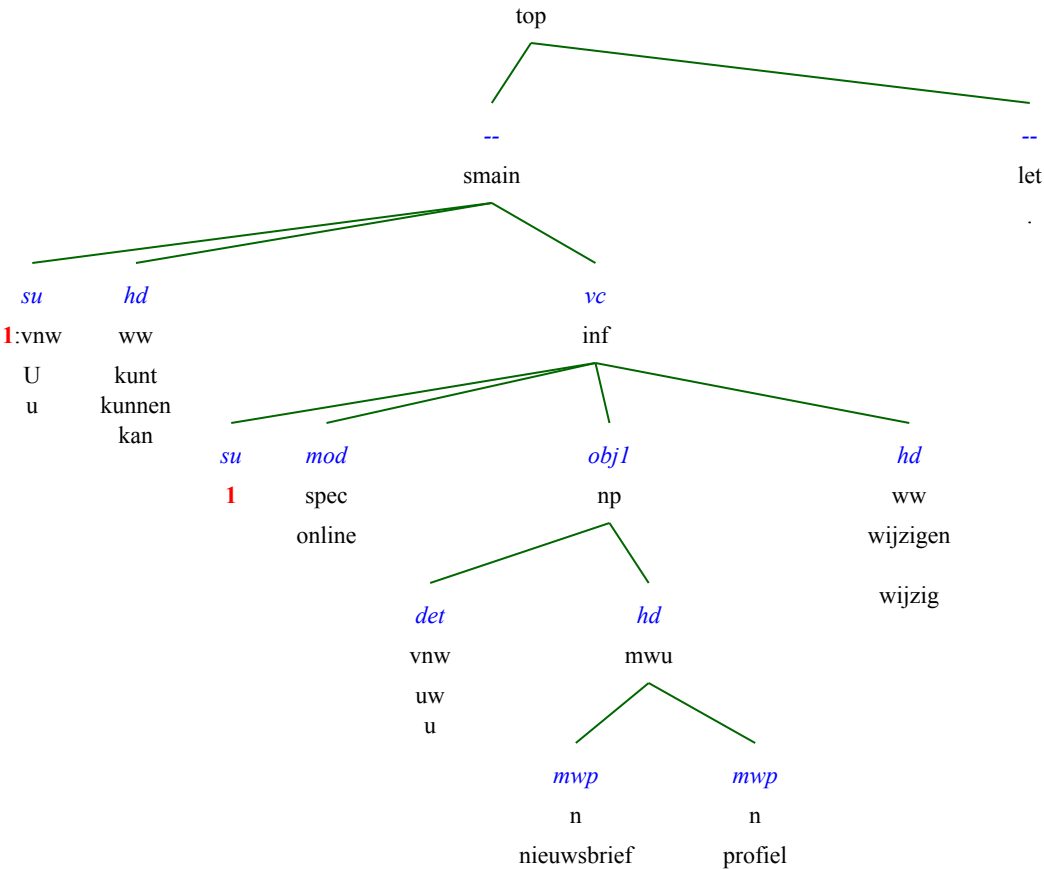 top
-- --
smain let
.
su hd vc
1:vnw ww inf
U kunt
u kunnen
kan
su mod obj1 hd
1 spec np ww
online wijzigen
wijzig
det hd
vnw mwu
uw
u
mwp mwp
n n
nieuwsbrief profiel